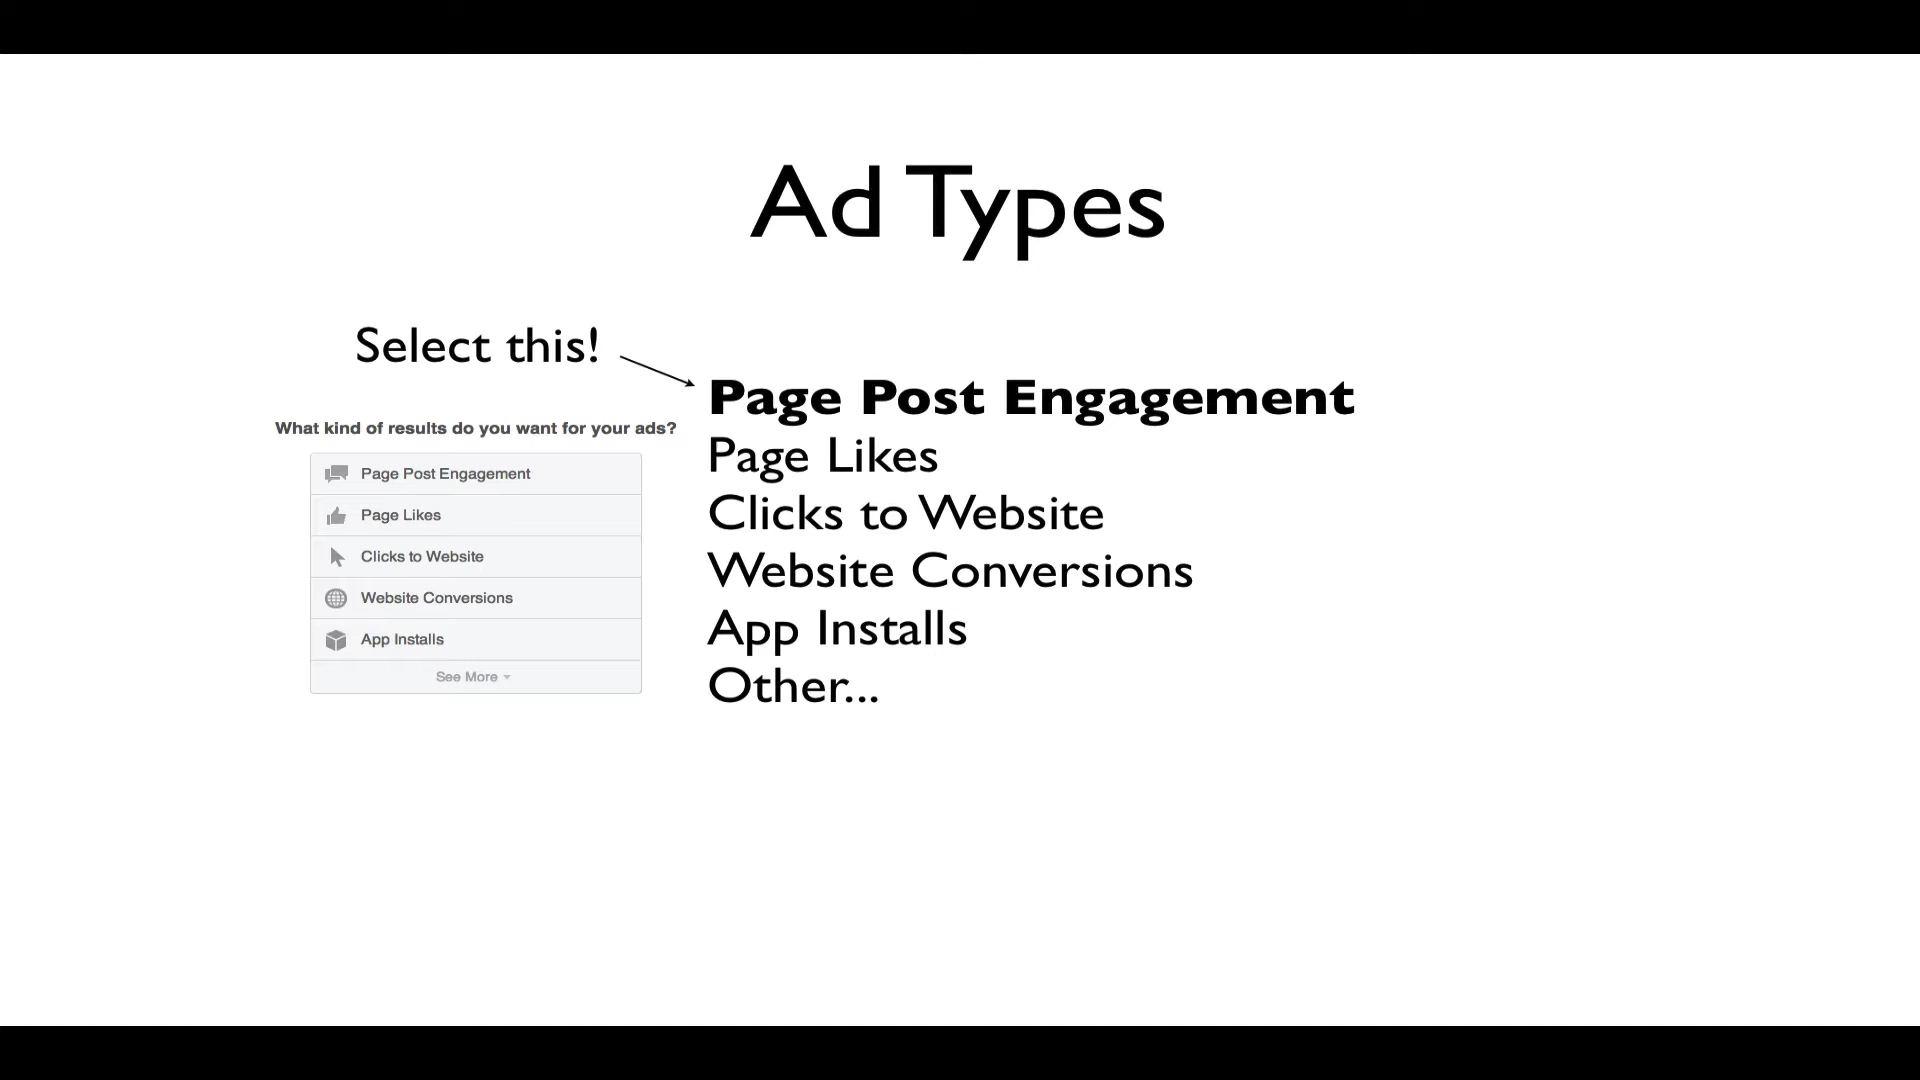 Ad Types
Select this!
What kind of results do you want for your ads?
Page Post Engagement
Page Likes
Clicks to Website
Website Conversions
App Installs
See More
Page Post Engagement
Page Likes
Clicks to Website
Website Conversions
App Installs
Other...